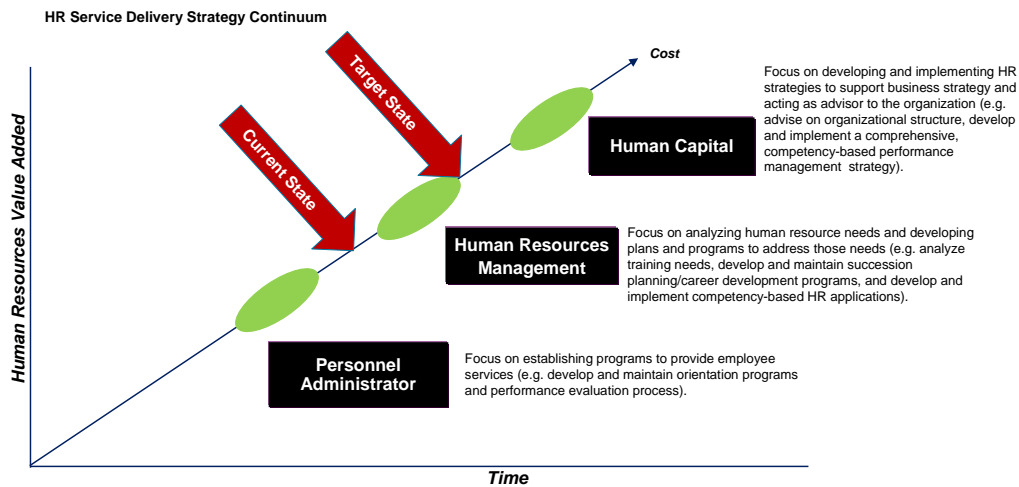 HR Service Delivery Strategy Continuum
Cost
Target State
Current State
Human Resources Value Added
Focus on developing and implementing HR
strategies to support business strategy and
acting as advisor to the organization (e.g.
advise on organizational structure, develop
and implement a comprehensive,
competency-based performance
management strategy).
Human Capital
Human Resources
Management
Focus on analyzing human resource needs and developing
plans and programs to address those needs (e.g. analyze
training needs, develop and maintain succession
planning/career development programs, and develop and
implement competency-based HR applications).
Personnel
Administrator
Focus on establishing programs to provide employee
services (e.g. develop and maintain orientation programs
and performance evaluation process).
Time